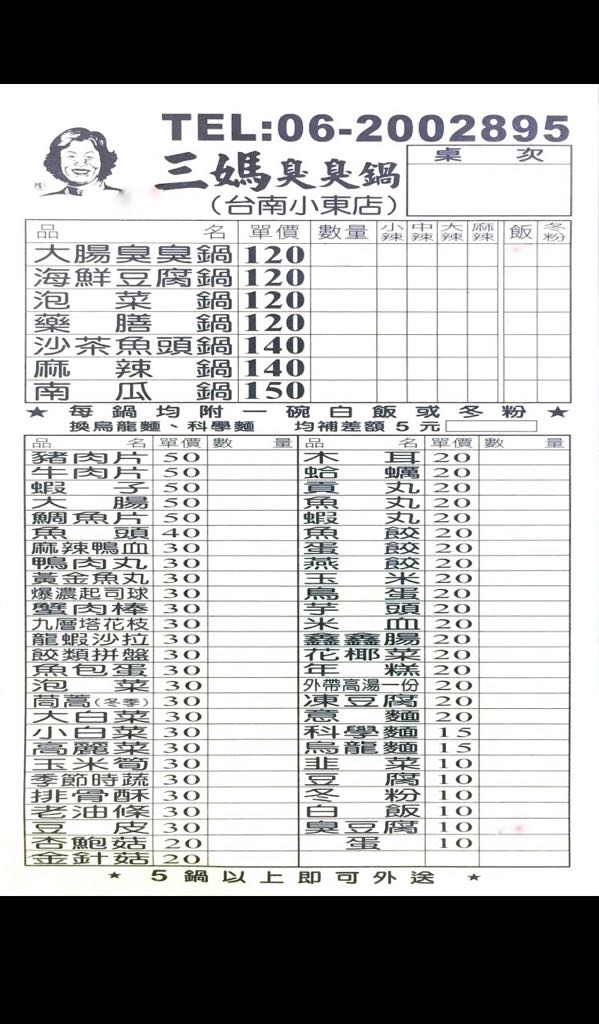 TEL:06-2002895
三媽臭臭鍋
(台南小東店)
桌次
品名 單價 數量 小辣 中辣 大辣 麻辣 飯 冬粉
大腸臭臭鍋 120
海鮮豆腐鍋 120
泡菜鍋 120
藥膳鍋 120
沙茶魚頭鍋 140
麻辣鍋 140
南瓜鍋 150
★ 每鍋均附一碗白飯或冬粉 ★
換烏龍麵、科學麵 均補差額5元
品名 單價 數量 品名 單價 數量
豬肉片 50 木耳 20
牛肉片 50 蛤蠣 20
蝦子 50 貢丸 20
大腸 50 魚丸 20
鯛魚片 50 蝦丸 20
魚頭 40 魚餃 20
麻辣鴨血 30 蛋餃 20
鴨肉丸 30 燕餃 20
黃金魚丸 30 玉米 20
爆濃起司球 30 鳥蛋 20
蟹肉棒 30 芋頭 20
九層塔花枝 30 米血 20
龍蝦沙拉 30 鑫鑫腸 20
餃類拼盤 30 花椰菜 20
魚包蛋 30 年糕 20
泡菜 30 外帶高湯一份 20
茼蒿(冬季) 30 凍豆腐 20
大白菜 30 意麵 20
小白菜 30 科學麵 15
高麗菜 30 烏龍麵 15
玉米筍 30 韭菜 10
季節時蔬 30 豆腐 10
排骨酥 30 冬粉 10
老油條 30 白飯 10
豆皮 30 臭豆腐 10
杏鮑菇 20 蛋 10
金針菇 20
★ 5鍋以上即可外送 ★